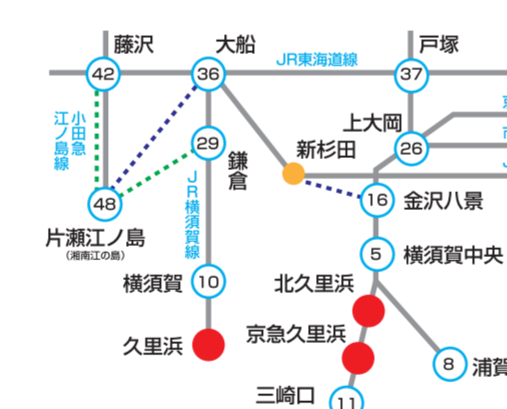 藤沢
大船
戸塚
JR東海道線
42
36
37
小田急
江ノ島線
上大岡
26
29
鎌倉
新杉田
JR横須賀線
48
16
金沢八景
片瀬江ノ島
(湘南江の島)
5
横須賀中央
横須賀
10
北久里浜
久里浜
京急久里浜
8
浦賀
三崎口
11